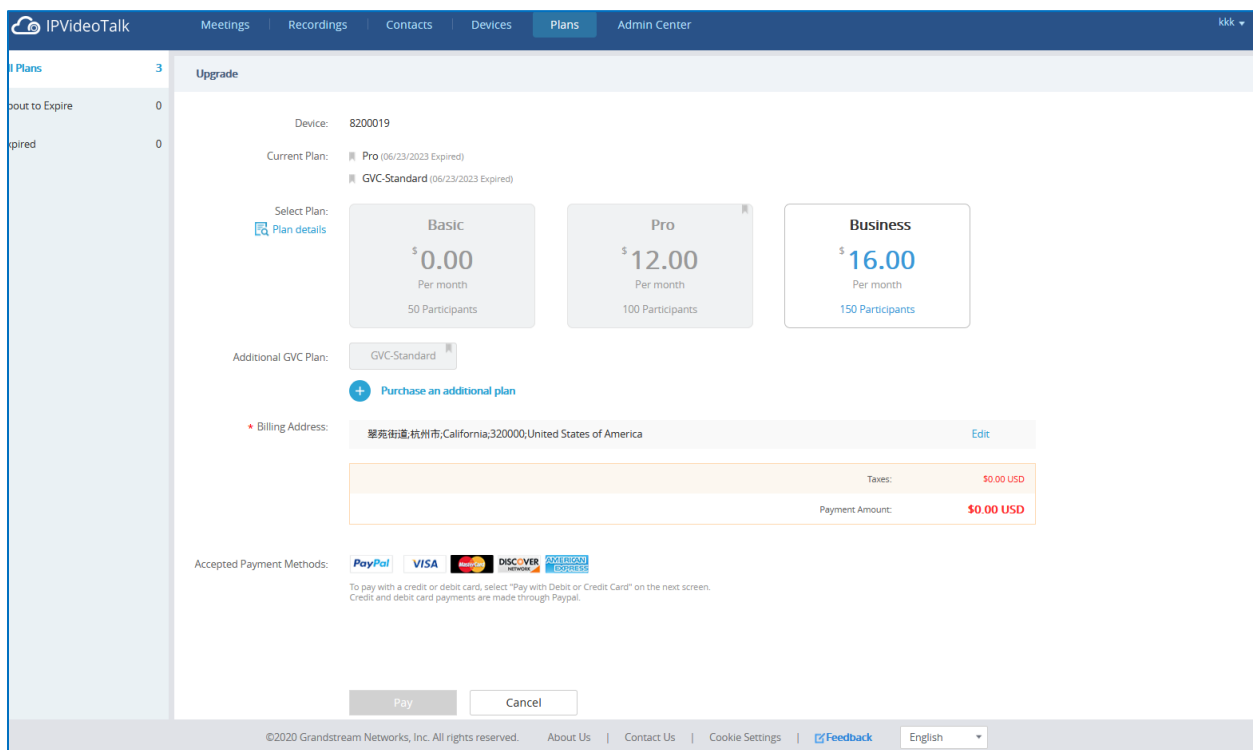 IPVideoTalk Meetings Recordings Contacts Devices Plans Admin Center kkk
ll Plans 3
bout to Expire 0
xpired 0
Upgrade
Device: 8200019
Current Plan: Pro (06/23/2023 Expired)
GVC-Standard (06/23/2023 Expired)
Select Plan:
Plan details
Basic
$0.00
Per month
50 Participants
Pro
$12.00
Per month
100 Participants
Business
$16.00
Per month
150 Participants
Additional GVC Plan: GVC-Standard
+ Purchase an additional plan
* Billing Address: 翠苑街道;杭州市;California;320000;United States of America Edit
Taxes: $0.00 USD
Payment Amount: $0.00 USD
Accepted Payment Methods: PayPal VISA MasterCard DISCOVER NETWORK AMERICAN EXPRESS
To pay with a credit or debit card, select "Pay with Debit or Credit Card" on the next screen.
Credit and debit card payments are made through Paypal.
Pay Cancel
©2020 Grandstream Networks, Inc. All rights reserved. About Us | Contact Us | Cookie Settings | Feedback English